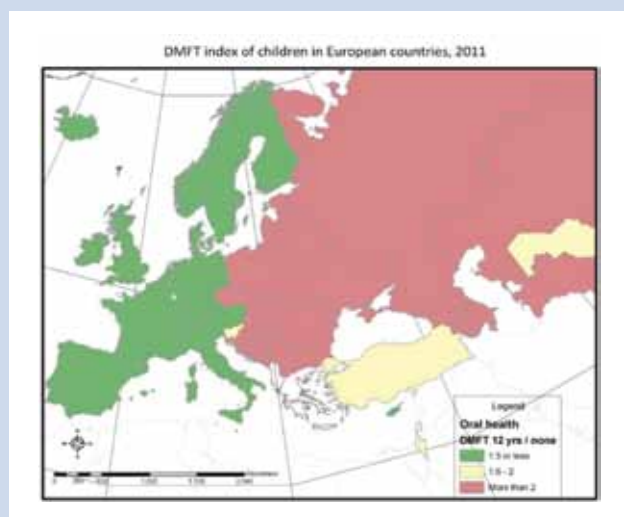 DMFT index of children in European countries, 2011
Legend
Oral health
DMFT 12 yrs / none
1.5 or less
1.6 - 2
More than 2